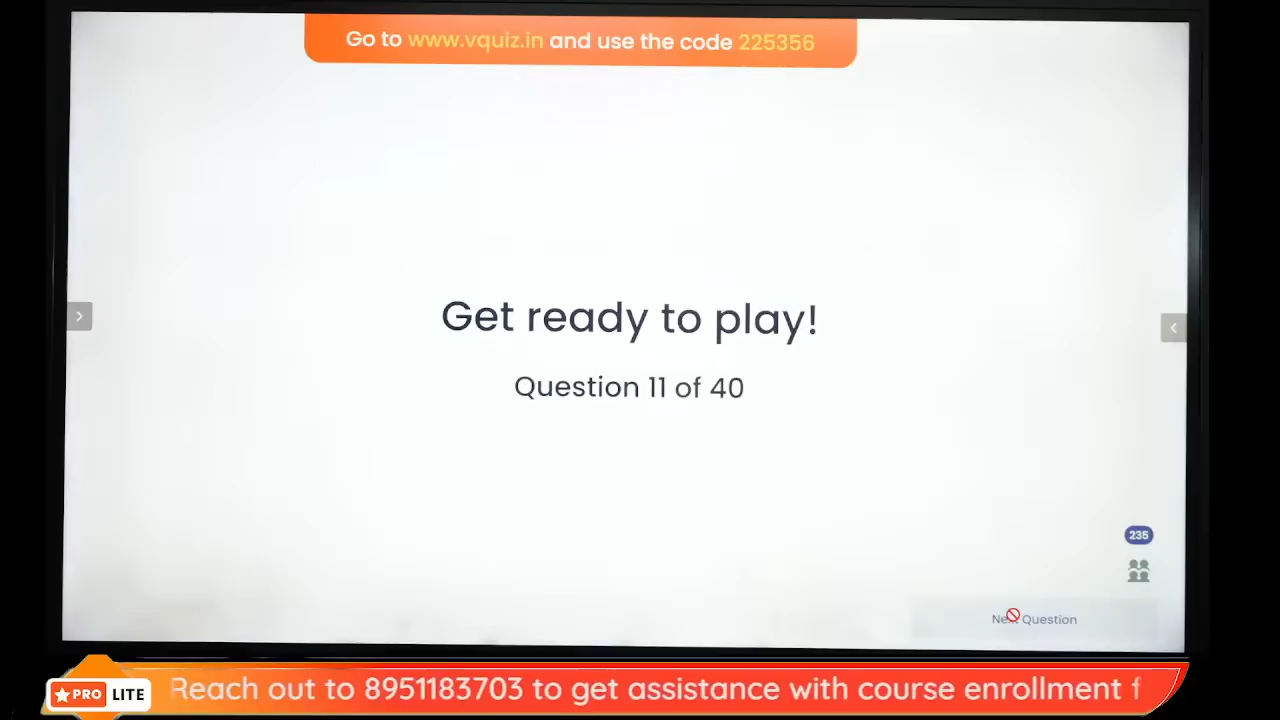 Go to www.vquiz.in and use the code 225356
Get ready to play!
Question 11 of 40
235
Question
PRO LITE
Reach out to 8951183703 to get assistance with course enrollment f